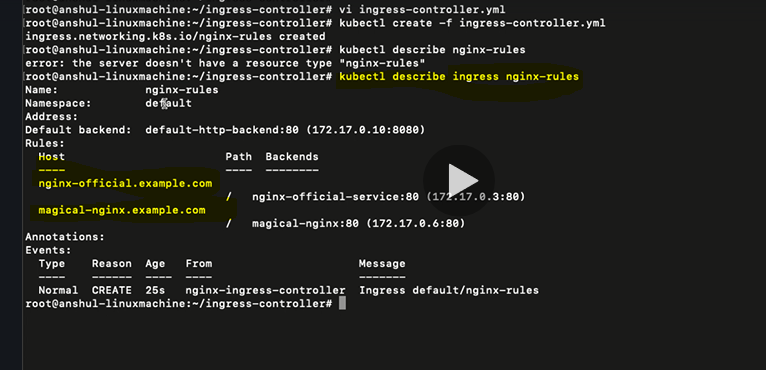 root@anshul-linuxmachine:~/ingress-controller# vi ingress-controller.yml
root@anshul-linuxmachine:~/ingress-controller# kubectl create -f ingress-controller.yml
ingress.networking.k8s.io/nginx-rules created
root@anshul-linuxmachine:~/ingress-controller# kubectl describe nginx-rules
error: the server doesn't have a resource type "nginx-rules"
root@anshul-linuxmachine:~/ingress-controller# kubectl describe ingress nginx-rules
Name:             nginx-rules
Namespace:        default
Address:
Default backend:  default-http-backend:80 (172.17.0.10:8080)
Rules:
  Host                        Path  Backends
  ----                        ----  --------
  nginx-official.example.com
                              /   nginx-official-service:80 (172.17.0.3:80)
  magical-nginx.example.com
                              /   magical-nginx:80 (172.17.0.6:80)
Annotations:
Events:
  Type    Reason  Age   From                      Message
  ----    ------  ----  ----                      -------
  Normal  CREATE  25s   nginx-ingress-controller  Ingress default/nginx-rules
root@anshul-linuxmachine:~/ingress-controller#